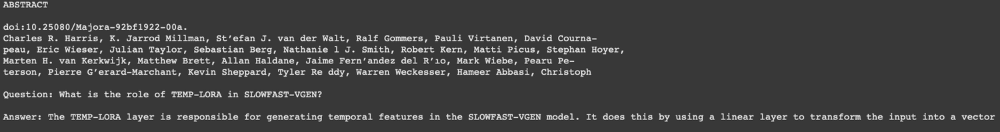 ABSTRACT
doi:10.25080/Majora-92bf1922-00a.
Charles R. Harris, K. Jarrod Millman, St’efan J. van der Walt, Ralf Gommers, Pauli Virtanen, David Courna-
peau, Eric Wieser, Julian Taylor, Sebastian Berg, Nathanie l J. Smith, Robert Kern, Matti Picus, Stephan Hoyer,
Marten H. van Kerkwijk, Matthew Brett, Allan Haldane, Jaime Fern’andez del R’ıo, Mark Wiebe, Pearu Pe-
terson, Pierre G’erard-Marchant, Kevin Sheppard, Tyler Re ddy, Warren Weckesser, Hameer Abbasi, Christoph
Question: What is the role of TEMP-LORA in SLOWFAST-VGEN?
Answer: The TEMP-LORA layer is responsible for generating temporal features in the SLOWFAST-VGEN model. It does this by using a linear layer to transform the input into a vector